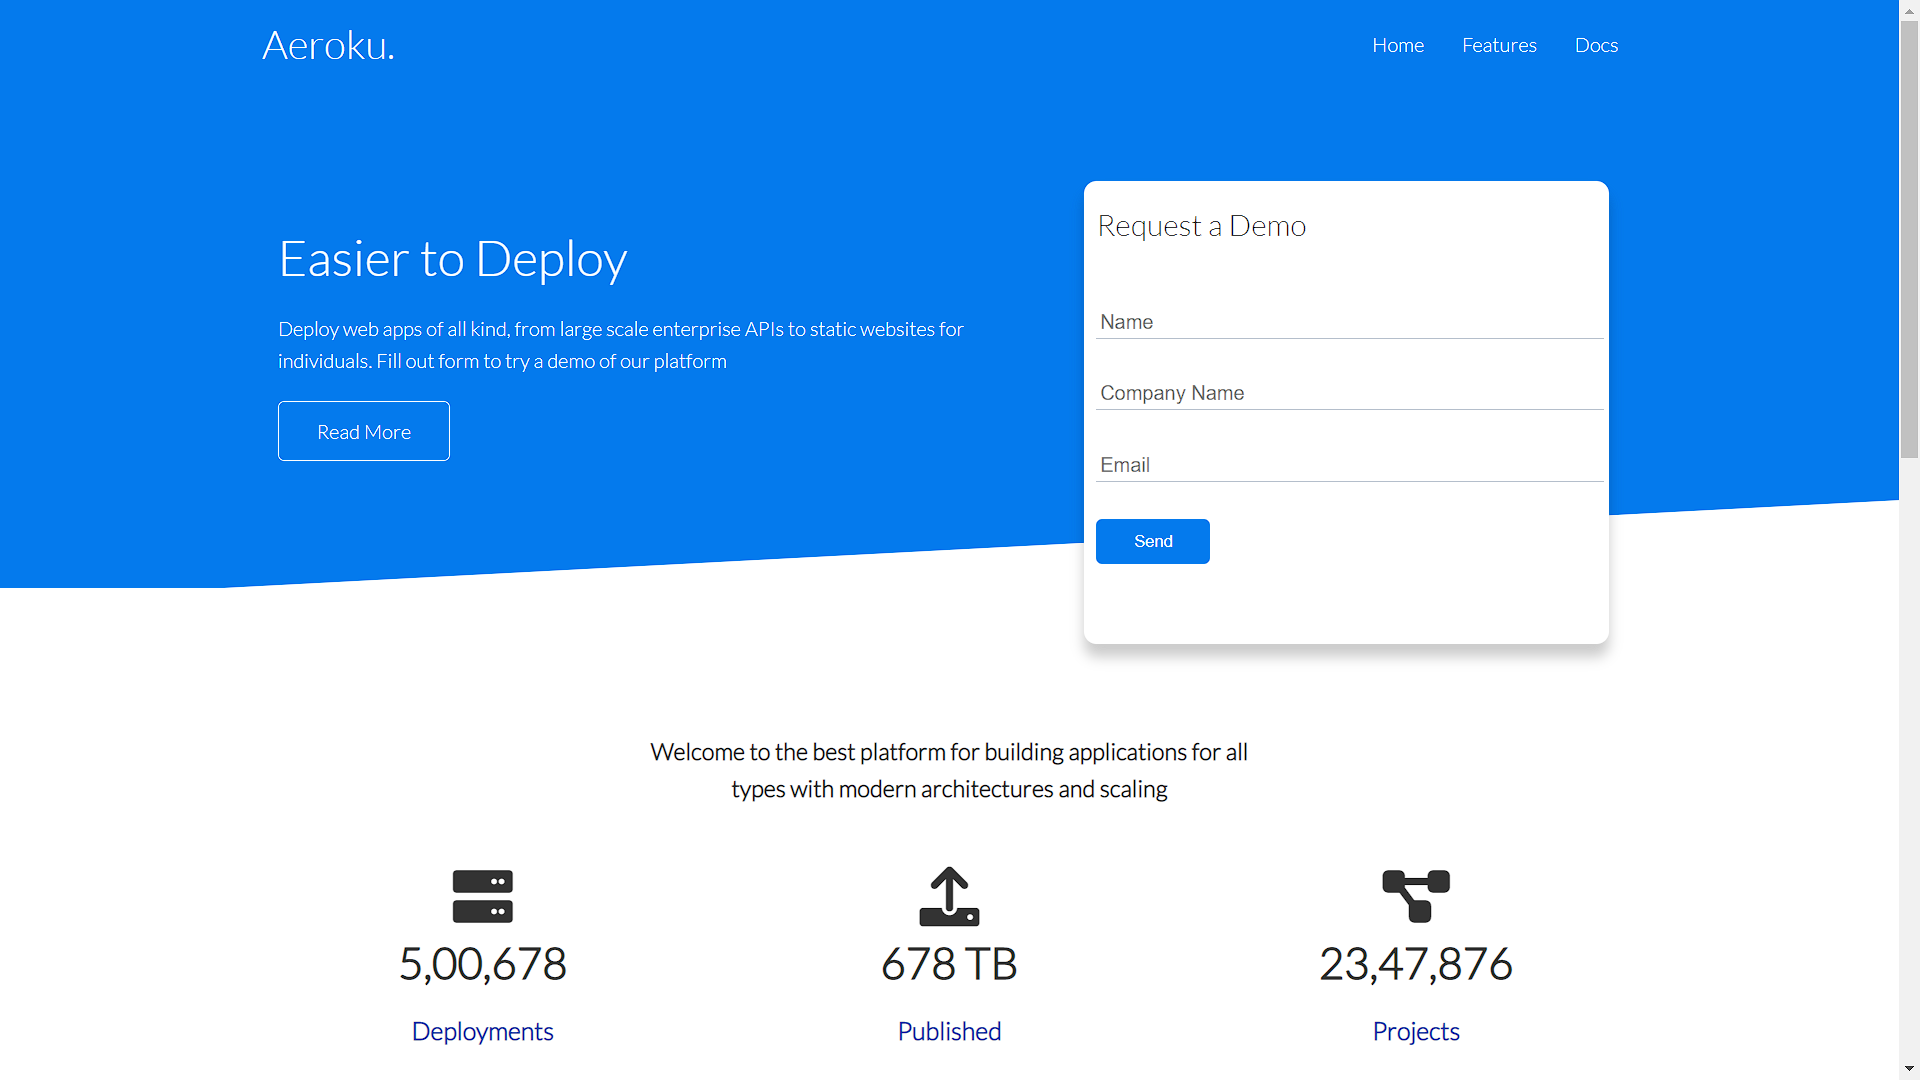 Aeroku.
Home
Features
Docs
Easier to Deploy
Deploy web apps of all kind, from large scale enterprise APIs to static websites for
individuals. Fill out form to try a demo of our platform
Read More
Request a Demo
Name
Company Name
Email
Send
Welcome to the best platform for building applications for all
types with modern architectures and scaling
5,00,678
Deployments
678 TB
Published
23,47,876
Projects